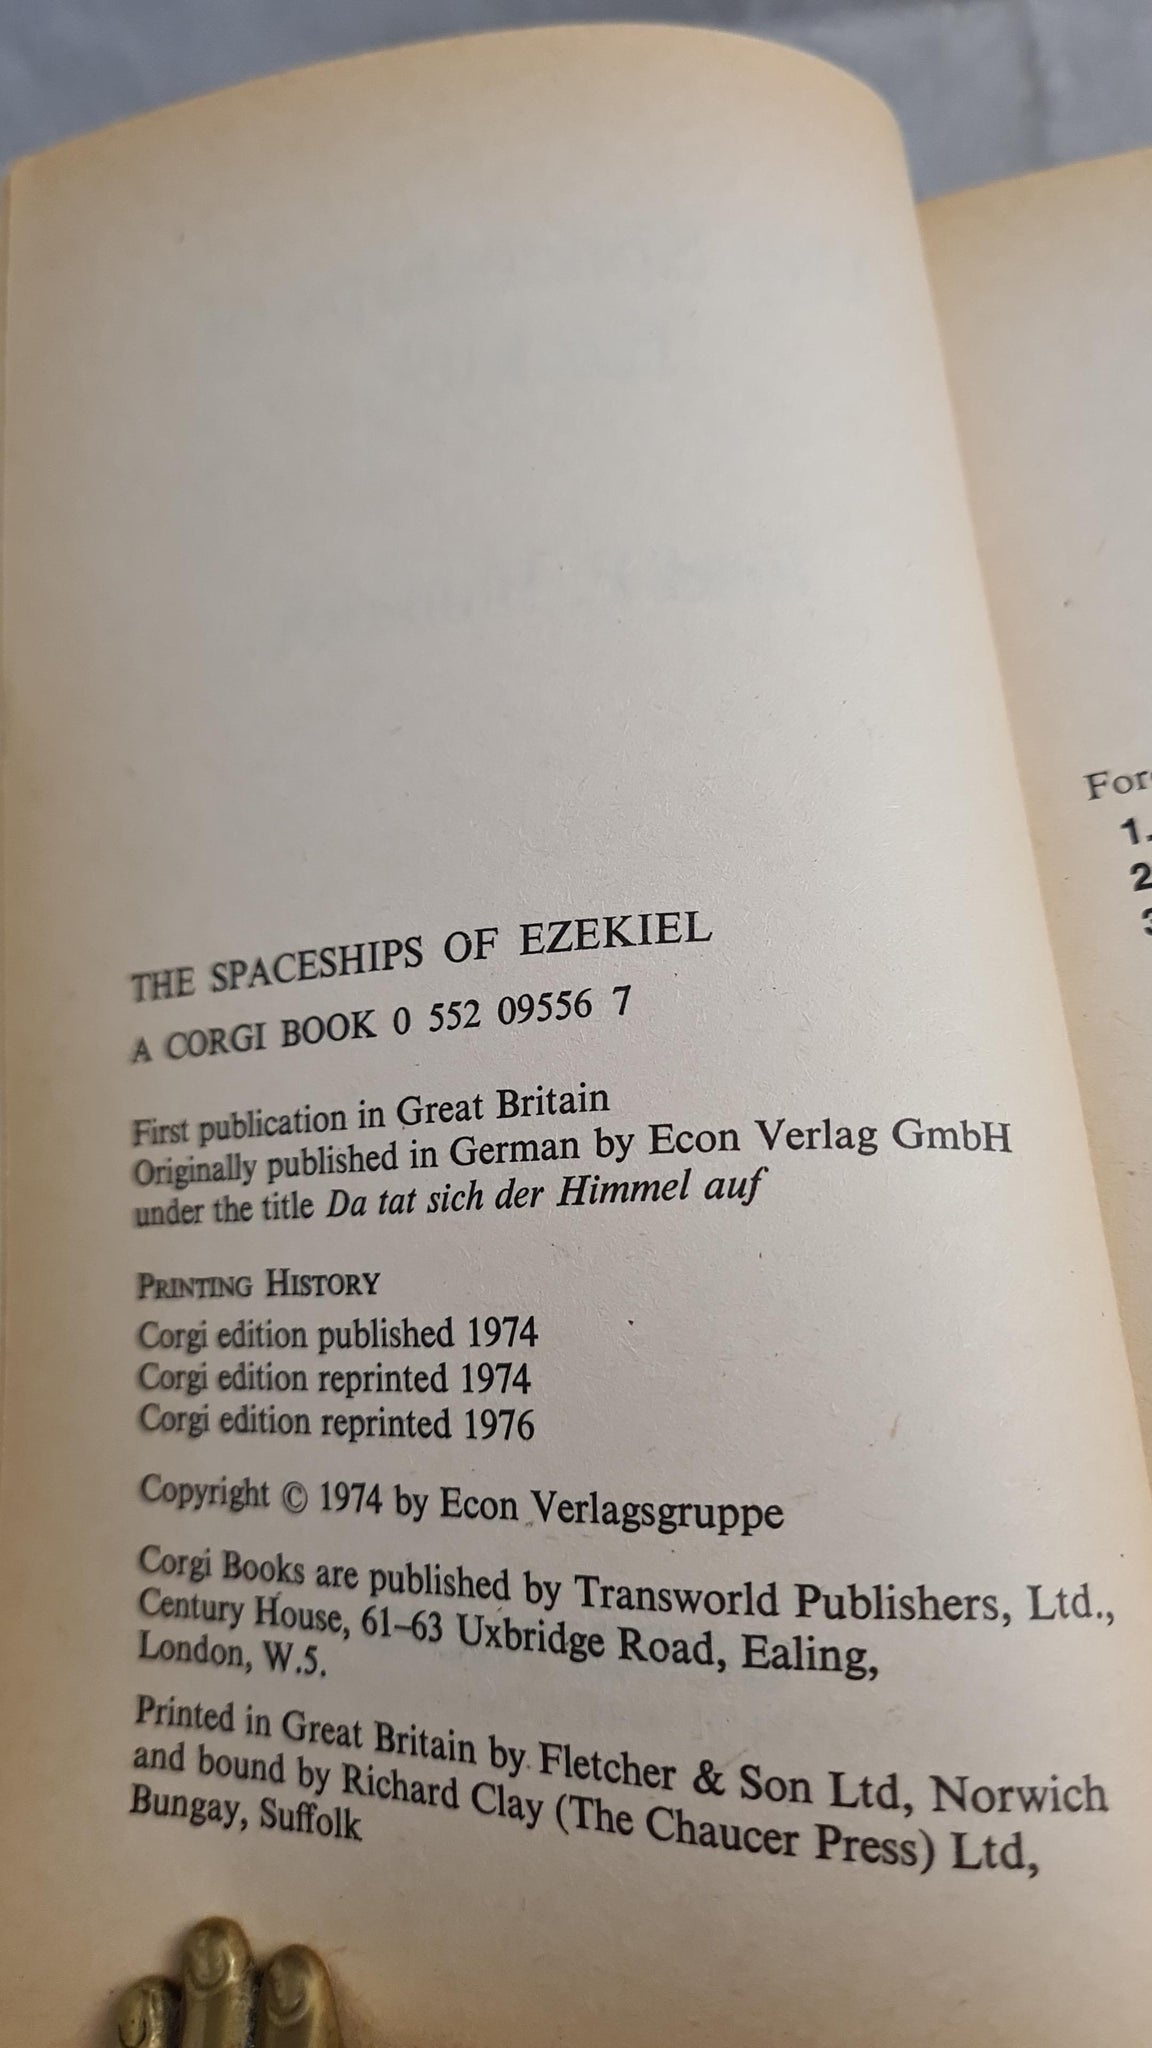 THE SPACESHIPS OF EZEKIEL
A CORGI BOOK 0 552 09556 7
First publication in Great Britain
Originally published in German by Econ Verlag GmbH
under the title Da tat sich der Himmel auf
PRINTING HISTORY
Corgi edition published 1974
Corgi edition reprinted 1974
Corgi edition reprinted 1976
Copyright © 1974 by Econ Verlagsgruppe
Corgi Books are published by Transworld Publishers, Ltd.,
Century House, 61–63 Uxbridge Road, Ealing,
London, W.5.
Printed in Great Britain by Fletcher & Son Ltd, Norwich
and bound by Richard Clay (The Chaucer Press) Ltd,
Bungay, Suffolk
1.
2
3